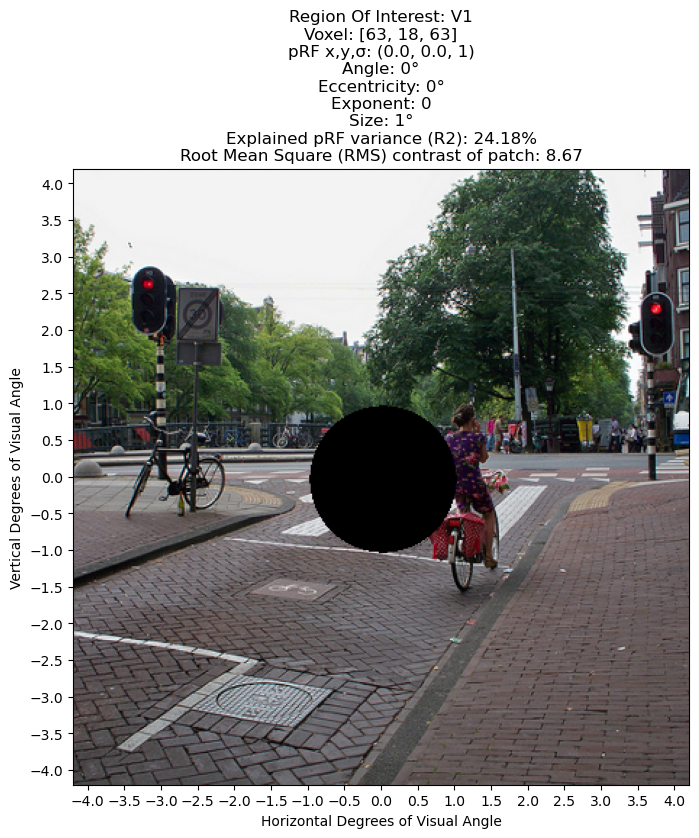 Region Of Interest: V1
Voxel: [63, 18, 63]
pRF x,y,σ: (0.0, 0.0, 1)
Angle: 0°
Eccentricity: 0°
Exponent: 0
Size: 1°
Explained pRF variance (R2): 24.18%
Root Mean Square (RMS) contrast of patch: 8.67
4.0
3.5
3.0
2.5
2.0
1.5
1.0
0.5
0.0
−0.5
−1.0
−1.5
−2.0
−2.5
−3.0
−3.5
−4.0
Vertical Degrees of Visual Angle
30
−4.0 −3.5 −3.0 −2.5 −2.0 −1.5 −1.0 −0.5 0.0 0.5 1.0 1.5 2.0 2.5 3.0 3.5 4.0
Horizontal Degrees of Visual Angle